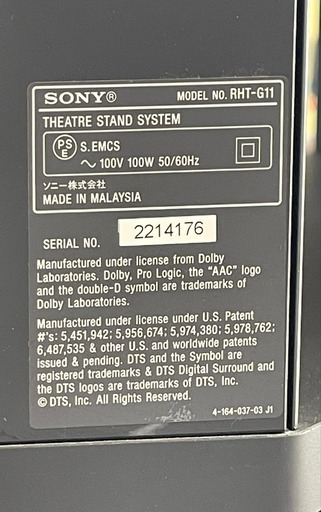 SONY® MODEL NO. RHT-G11
THEATRE STAND SYSTEM
PS
E S.EMCS
～ 100V 100W 50/60Hz
ソニー株式会社
MADE IN MALAYSIA
SERIAL NO. 2214176
Manufactured under license from Dolby
Laboratories. Dolby, Pro Logic, the "AAC" logo
and the double-D symbol are trademarks of
Dolby Laboratories.
Manufactured under license under U.S. Patent
#'s: 5,451,942; 5,956,674; 5,974,380; 5,978,762;
6,487,535 & other U.S. and worldwide patents
issued & pending. DTS and the Symbol are
registered trademarks & DTS Digital Surround and
the DTS logos are trademarks of DTS, Inc.
© DTS, Inc. All Rights Reserved.
4-164-037-03 J1